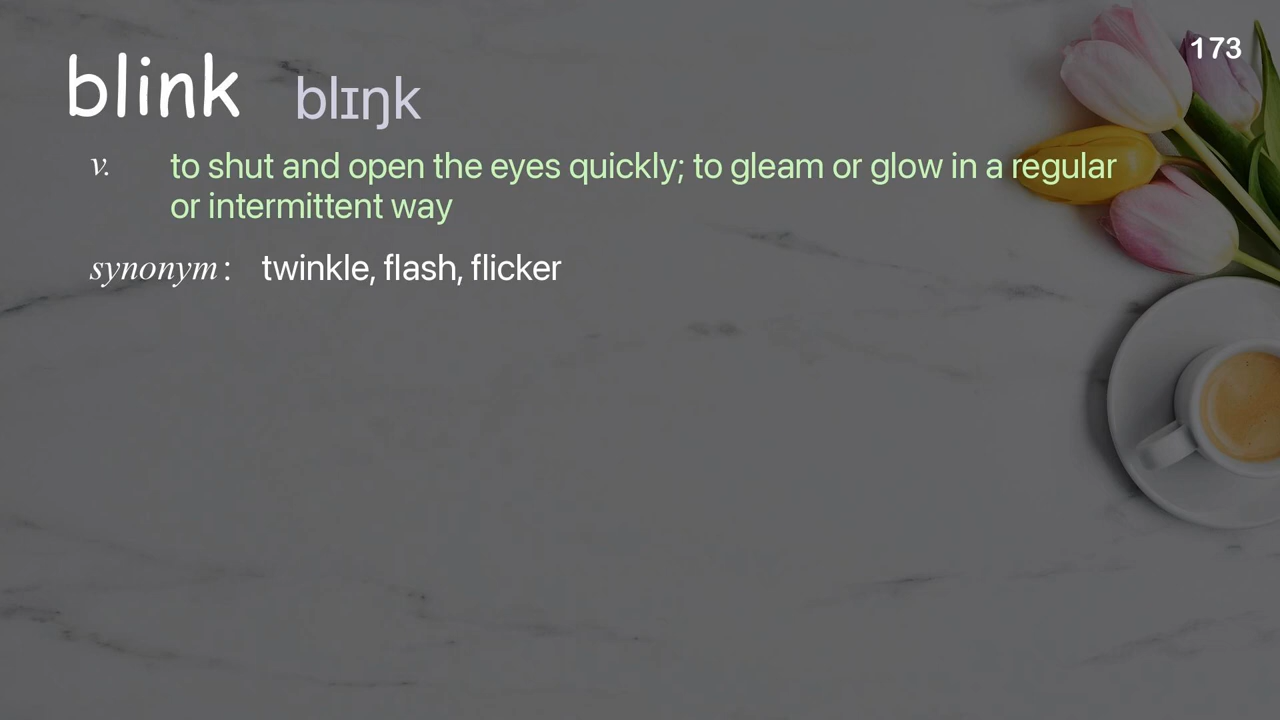 173
blink blɪŋk
v. to shut and open the eyes quickly; to gleam or glow in a regular
or intermittent way
synonym: twinkle, flash, flicker